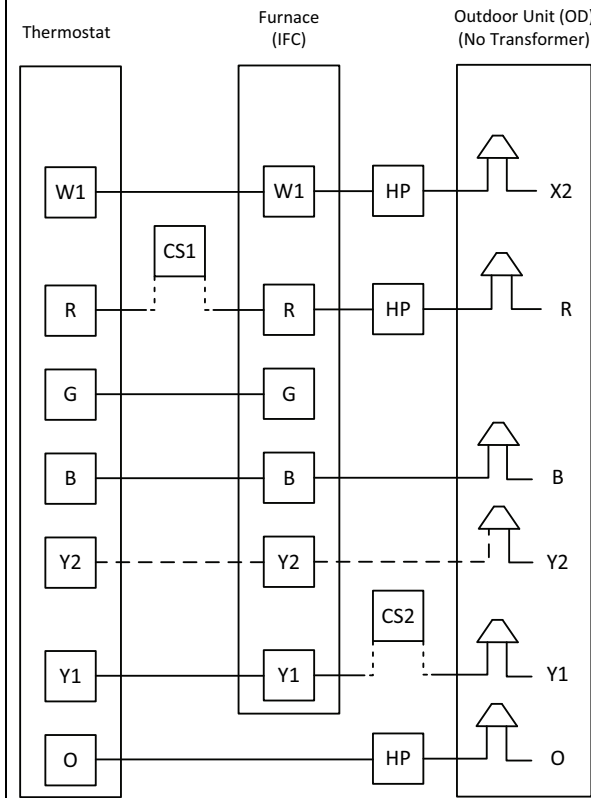 Thermostat
Furnace
(IFC)
Outdoor Unit (OD)
(No Transformer)
W1 W1 HP X2
CS1
R R HP R
G G
B B B
Y2 Y2 Y2
CS2
Y1 Y1 Y1
O HP O